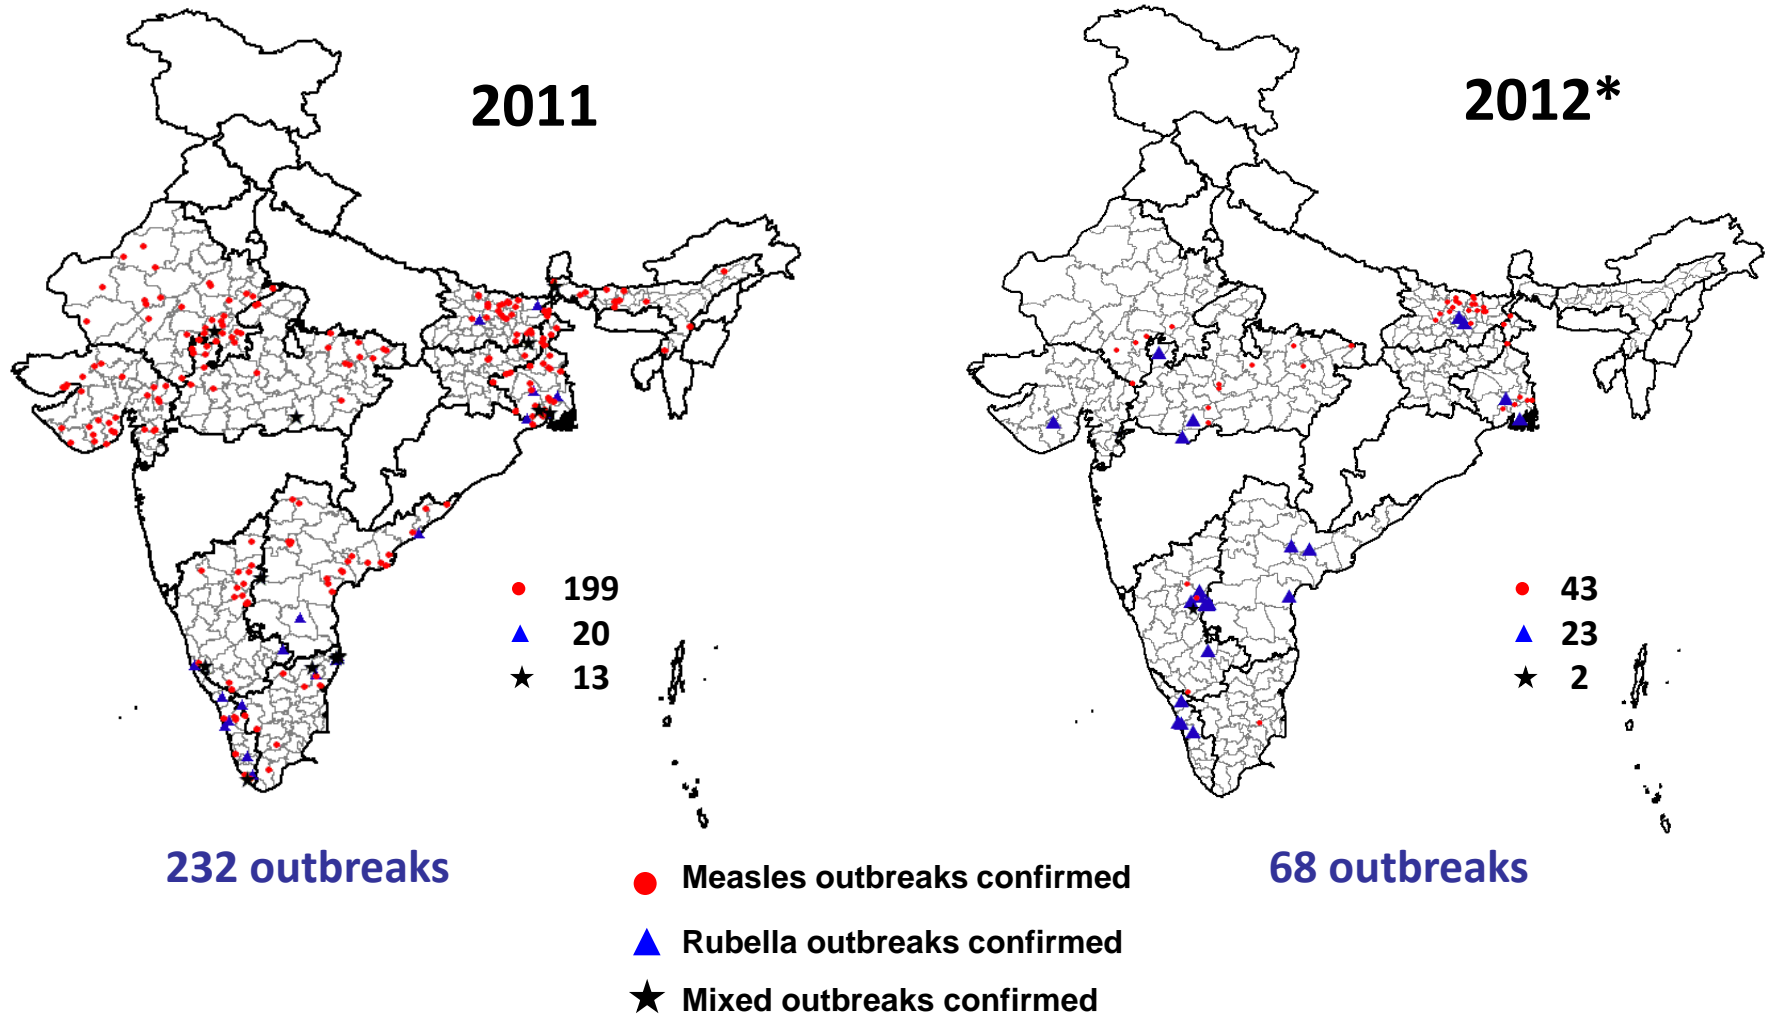 2011
2012*
199
20
13
43
23
2
232 outbreaks
68 outbreaks
Measles outbreaks confirmed
Rubella outbreaks confirmed
Mixed outbreaks confirmed